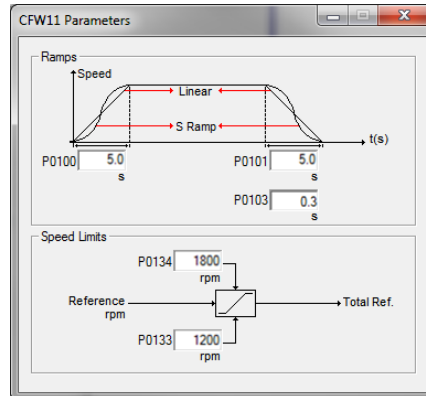 CFW11 Parameters
Ramps
Speed
Linear
S Ramp
t(s)
P0100 5.0 s
P0101 5.0 s
P0103 0.3 s
Speed Limits
P0134 1800 rpm
Reference rpm
Total Ref.
P0133 1200 rpm